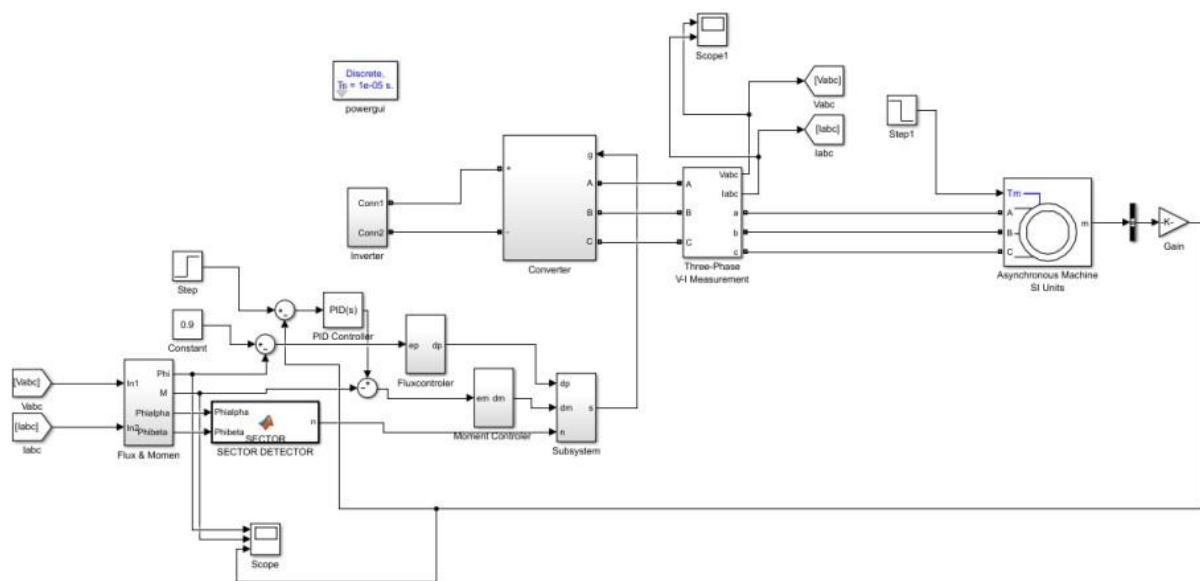 Scope1
Discrete,
Ts = 1e-05 s.
powergui
[Vabc]
Vabc
[Iabc]
Iabc
Step1
g
+
A
B
C
-
Converter
Conn1
Conn2
Inverter
Vabc
Iabc
A
a
B
b
C
c
Three-Phase
V-I Measurement
Tm
A
B
C
m
Asynchronous Machine
SI Units
-K-
Gain
Step
PID(s)
PID Controller
0.9
Constant
ep
dp
Fluxcontroler
[Vabc]
Vabc
[Iabc]
Iabc
In1
In2
Phi
M
Phialpha
Phibeta
Flux & Momen
Phialpha
Phibeta
n
SECTOR
SECTOR DETECTOR
em
dm
Moment Controler
dp
dm
n
s
Subsystem
Scope